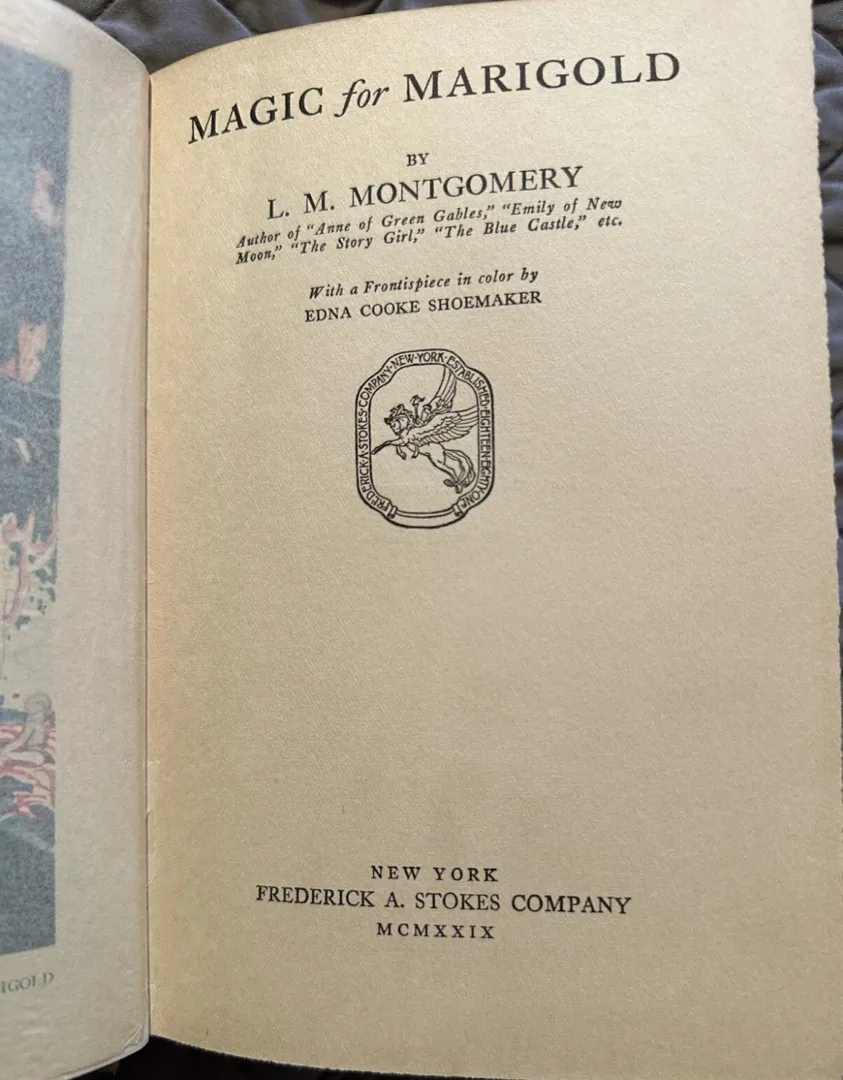 MAGIC for MARIGOLD
BY
L. M. MONTGOMERY
Author of "Anne of Green Gables," "Emily of New
Moon," "The Story Girl," "The Blue Castle," etc.
With a Frontispiece in color by
EDNA COOKE SHOEMAKER
FREDERICK·A·STOKES·COMPANY·NEW·YORK·ESTABLISHED·EIGHTEEN·EIGHTY·ONE
NEW YORK
FREDERICK A. STOKES COMPANY
MCMXXIX